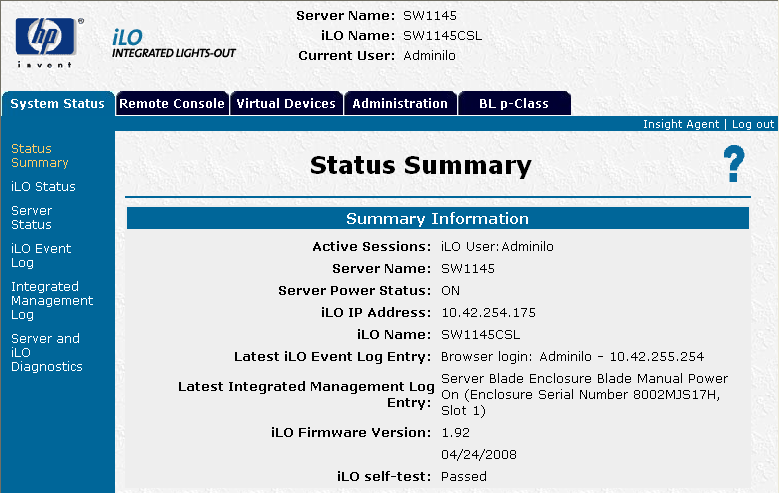 hp
®
invent
iLO
INTEGRATED LIGHTS-OUT
Server Name: SW1145
iLO Name: SW1145CSL
Current User: Adminilo
System Status
Remote Console
Virtual Devices
Administration
BL p-Class
Insight Agent | Log out
Status
Summary
iLO Status
Server
Status
iLO Event
Log
Integrated
Management
Log
Server and
iLO
Diagnostics
Status Summary
?
Summary Information
Active Sessions: iLO User:Adminilo
Server Name: SW1145
Server Power Status: ON
iLO IP Address: 10.42.254.175
iLO Name: SW1145CSL
Latest iLO Event Log Entry: Browser login: Adminilo - 10.42.255.254
Latest Integrated Management Log
Entry:
Server Blade Enclosure Blade Manual Power
On (Enclosure Serial Number 8002MJS17H,
Slot 1)
iLO Firmware Version: 1.92
04/24/2008
iLO self-test: Passed